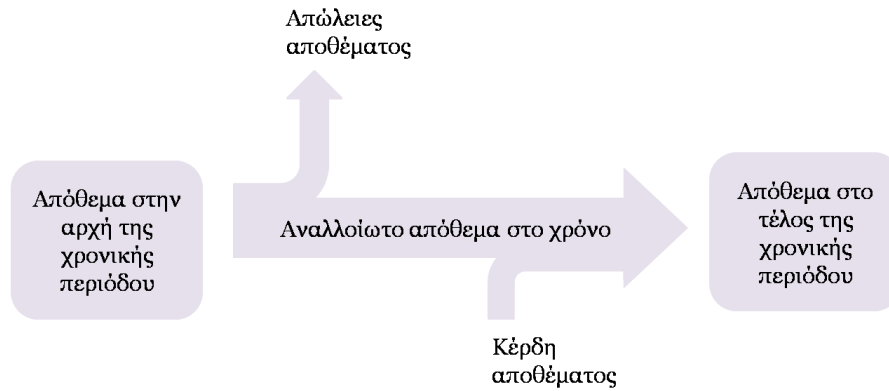 Απώλειες
αποθέματος
Απόθεμα στην
αρχή της
χρονικής
περιόδου
Αναλλοίωτο απόθεμα στο χρόνο
Απόθεμα στο
τέλος της
χρονικής
περιόδου
Κέρδη
αποθέματος